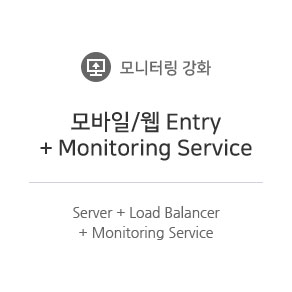 모니터링 강화
모바일/웹 Entry
+ Monitoring Service
Server + Load Balancer
+ Monitoring Service